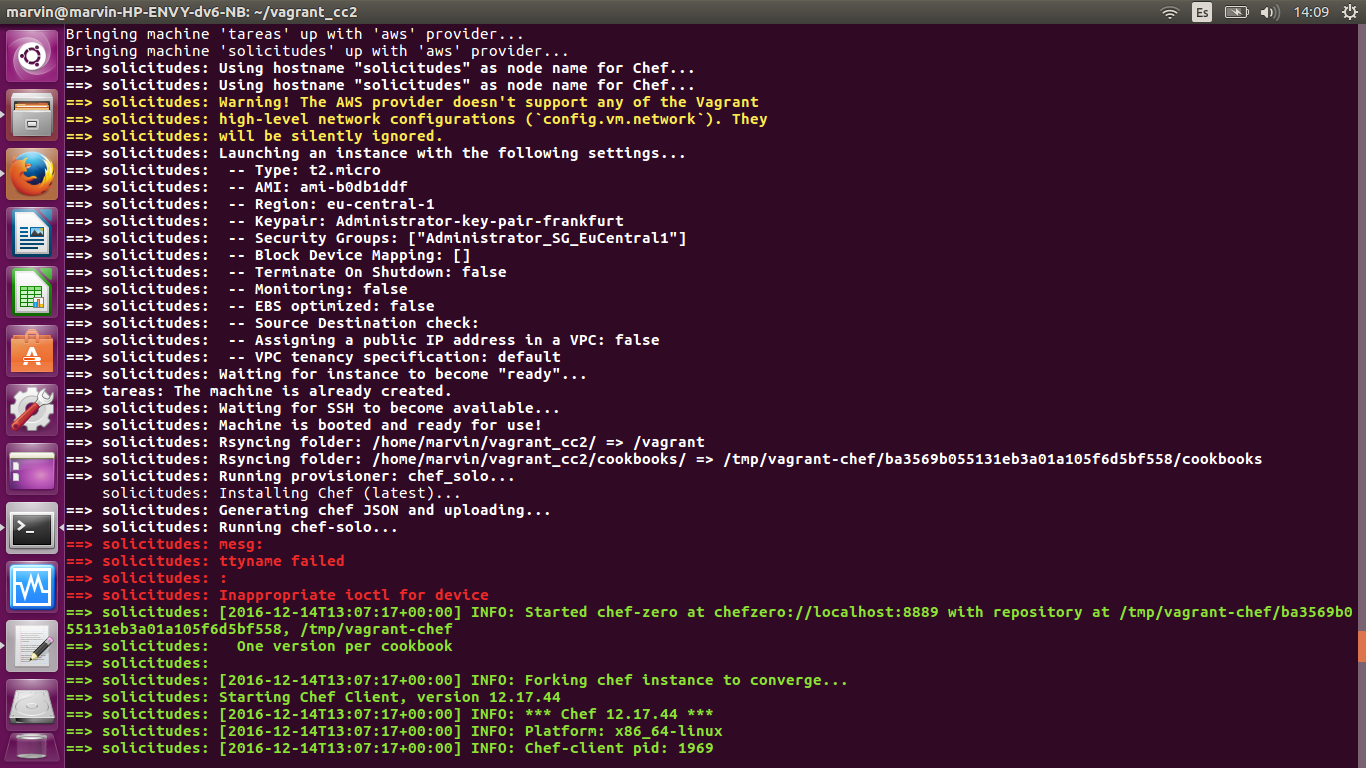 marvin@marvin-HP-ENVY-dv6-NB: ~/vagrant_cc2
Es
14:09
Bringing machine 'tareas' up with 'aws' provider...
Bringing machine 'solicitudes' up with 'aws' provider...
==> solicitudes: Using hostname "solicitudes" as node name for Chef...
==> solicitudes: Using hostname "solicitudes" as node name for Chef...
==> solicitudes: Warning! The AWS provider doesn't support any of the Vagrant
==> solicitudes: high-level network configurations (`config.vm.network`). They
==> solicitudes: will be silently ignored.
==> solicitudes: Launching an instance with the following settings...
==> solicitudes:  -- Type: t2.micro
==> solicitudes:  -- AMI: ami-b0db1ddf
==> solicitudes:  -- Region: eu-central-1
==> solicitudes:  -- Keypair: Administrator-key-pair-frankfurt
==> solicitudes:  -- Security Groups: ["Administrator_SG_EuCentral1"]
==> solicitudes:  -- Block Device Mapping: []
==> solicitudes:  -- Terminate On Shutdown: false
==> solicitudes:  -- Monitoring: false
==> solicitudes:  -- EBS optimized: false
==> solicitudes:  -- Source Destination check:
==> solicitudes:  -- Assigning a public IP address in a VPC: false
==> solicitudes:  -- VPC tenancy specification: default
==> solicitudes: Waiting for instance to become "ready"...
==> tareas: The machine is already created.
==> solicitudes: Waiting for SSH to become available...
==> solicitudes: Machine is booted and ready for use!
==> solicitudes: Rsyncing folder: /home/marvin/vagrant_cc2/ => /vagrant
==> solicitudes: Rsyncing folder: /home/marvin/vagrant_cc2/cookbooks/ => /tmp/vagrant-chef/ba3569b055131eb3a01a105f6d5bf558/cookbooks
==> solicitudes: Running provisioner: chef_solo...
    solicitudes: Installing Chef (latest)...
==> solicitudes: Generating chef JSON and uploading...
==> solicitudes: Running chef-solo...
==> solicitudes: mesg:
==> solicitudes: ttyname failed
==> solicitudes: :
==> solicitudes: Inappropriate ioctl for device
==> solicitudes: [2016-12-14T13:07:17+00:00] INFO: Started chef-zero at chefzero://localhost:8889 with repository at /tmp/vagrant-chef/ba3569b0
55131eb3a01a105f6d5bf558, /tmp/vagrant-chef
==> solicitudes:   One version per cookbook
==> solicitudes:
==> solicitudes: [2016-12-14T13:07:17+00:00] INFO: Forking chef instance to converge...
==> solicitudes: Starting Chef Client, version 12.17.44
==> solicitudes: [2016-12-14T13:07:17+00:00] INFO: *** Chef 12.17.44 ***
==> solicitudes: [2016-12-14T13:07:17+00:00] INFO: Platform: x86_64-linux
==> solicitudes: [2016-12-14T13:07:17+00:00] INFO: Chef-client pid: 1969